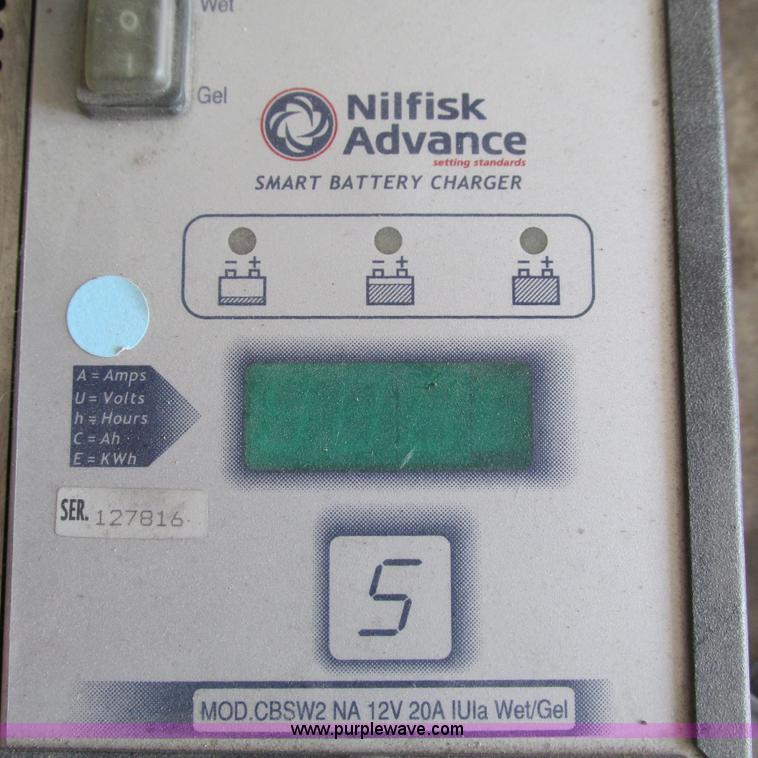 Wet
0
Gel
Nilfisk
Advance
setting standards
SMART BATTERY CHARGER
- +
- +
- +
A = Amps
U = Volts
h = Hours
C = Ah
E = KWh
SER. 127816
S
MOD.CBSW2 NA 12V 20A IUIa Wet/Gel
www.purplewave.com